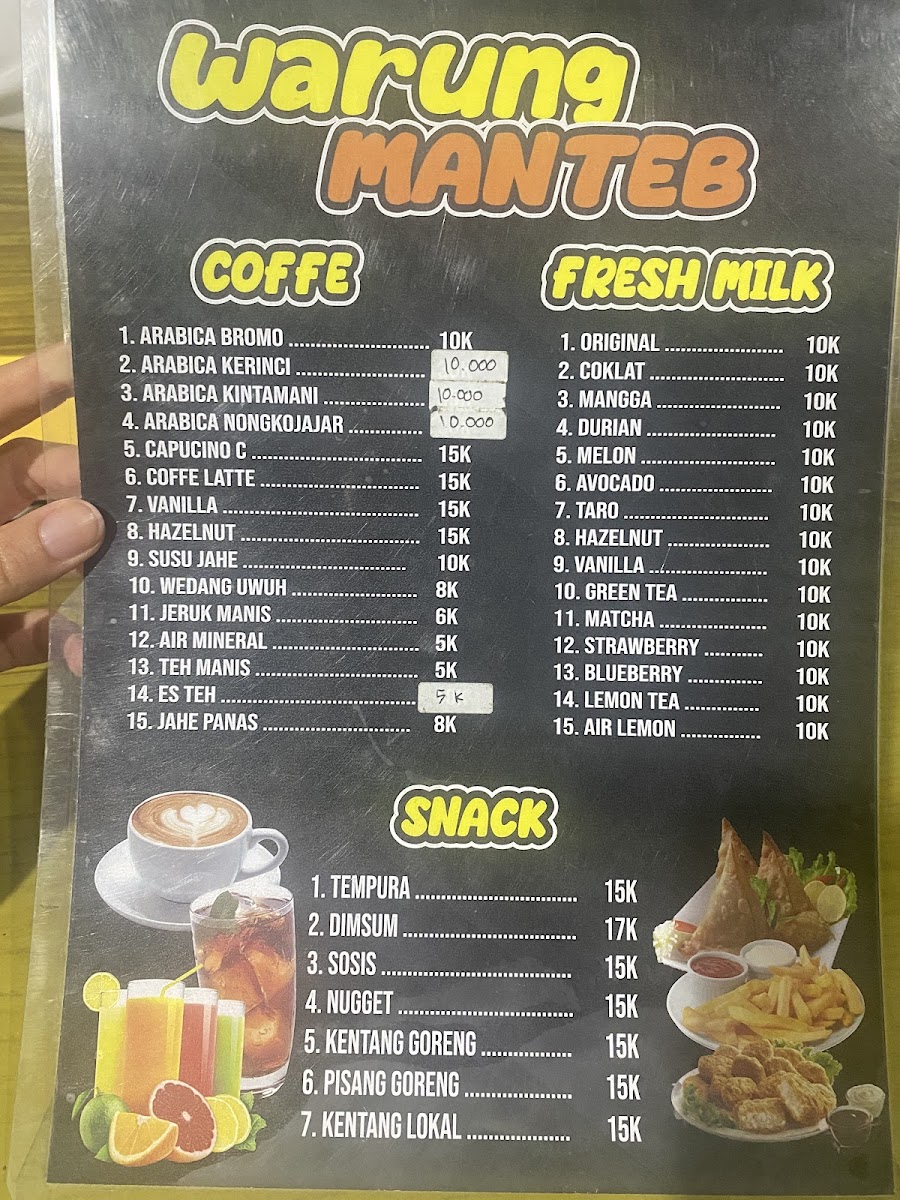 Warung
MANTEB
COFFE
1. ARABICA BROMO ........ 10K
2. ARABICA KERINCI ........ 10.000
3. ARABICA KINTAMANI ........ 10.000
4. ARABICA NONGKOJAJAR ........ 10.000
5. CAPUCINO C ........ 15K
6. COFFE LATTE ........ 15K
7. VANILLA ........ 15K
8. HAZELNUT ........ 15K
9. SUSU JAHE ........ 10K
10. WEDANG UWUH ........ 8K
11. JERUK MANIS ........ 6K
12. AIR MINERAL ........ 5K
13. TEH MANIS ........ 5K
14. ES TEH ........ 5K
15. JAHE PANAS ........ 8K
FRESH MILK
1. ORIGINAL ........ 10K
2. COKLAT ........ 10K
3. MANGGA ........ 10K
4. DURIAN ........ 10K
5. MELON ........ 10K
6. AVOCADO ........ 10K
7. TARO ........ 10K
8. HAZELNUT ........ 10K
9. VANILLA ........ 10K
10. GREEN TEA ........ 10K
11. MATCHA ........ 10K
12. STRAWBERRY ........ 10K
13. BLUEBERRY ........ 10K
14. LEMON TEA ........ 10K
15. AIR LEMON ........ 10K
SNACK
1. TEMPURA ........ 15K
2. DIMSUM ........ 17K
3. SOSIS ........ 15K
4. NUGGET ........ 15K
5. KENTANG GORENG ........ 15K
6. PISANG GORENG ........ 15K
7. KENTANG LOKAL ........ 15K